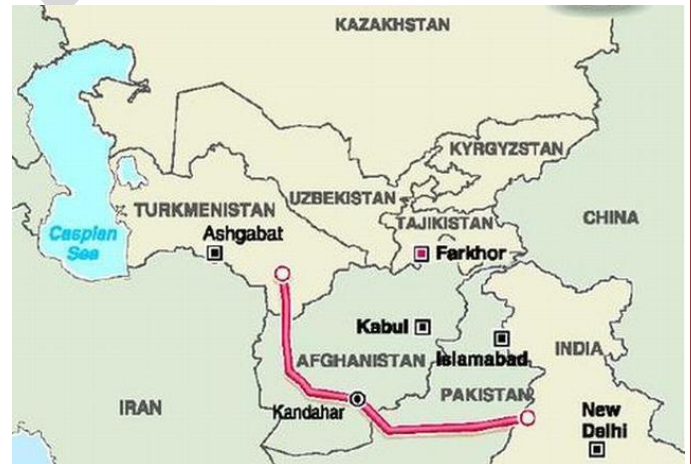 KAZAKHSTAN
KYRGYZSTAN
UZBEKISTAN
TURKMENISTAN
TAJIKISTAN
CHINA
Caspian
Sea
Ashgabat
Farkhor
Kabul
Islamabad
INDIA
AFGHANISTAN
PAKISTAN
IRAN
Kandahar
New
Delhi